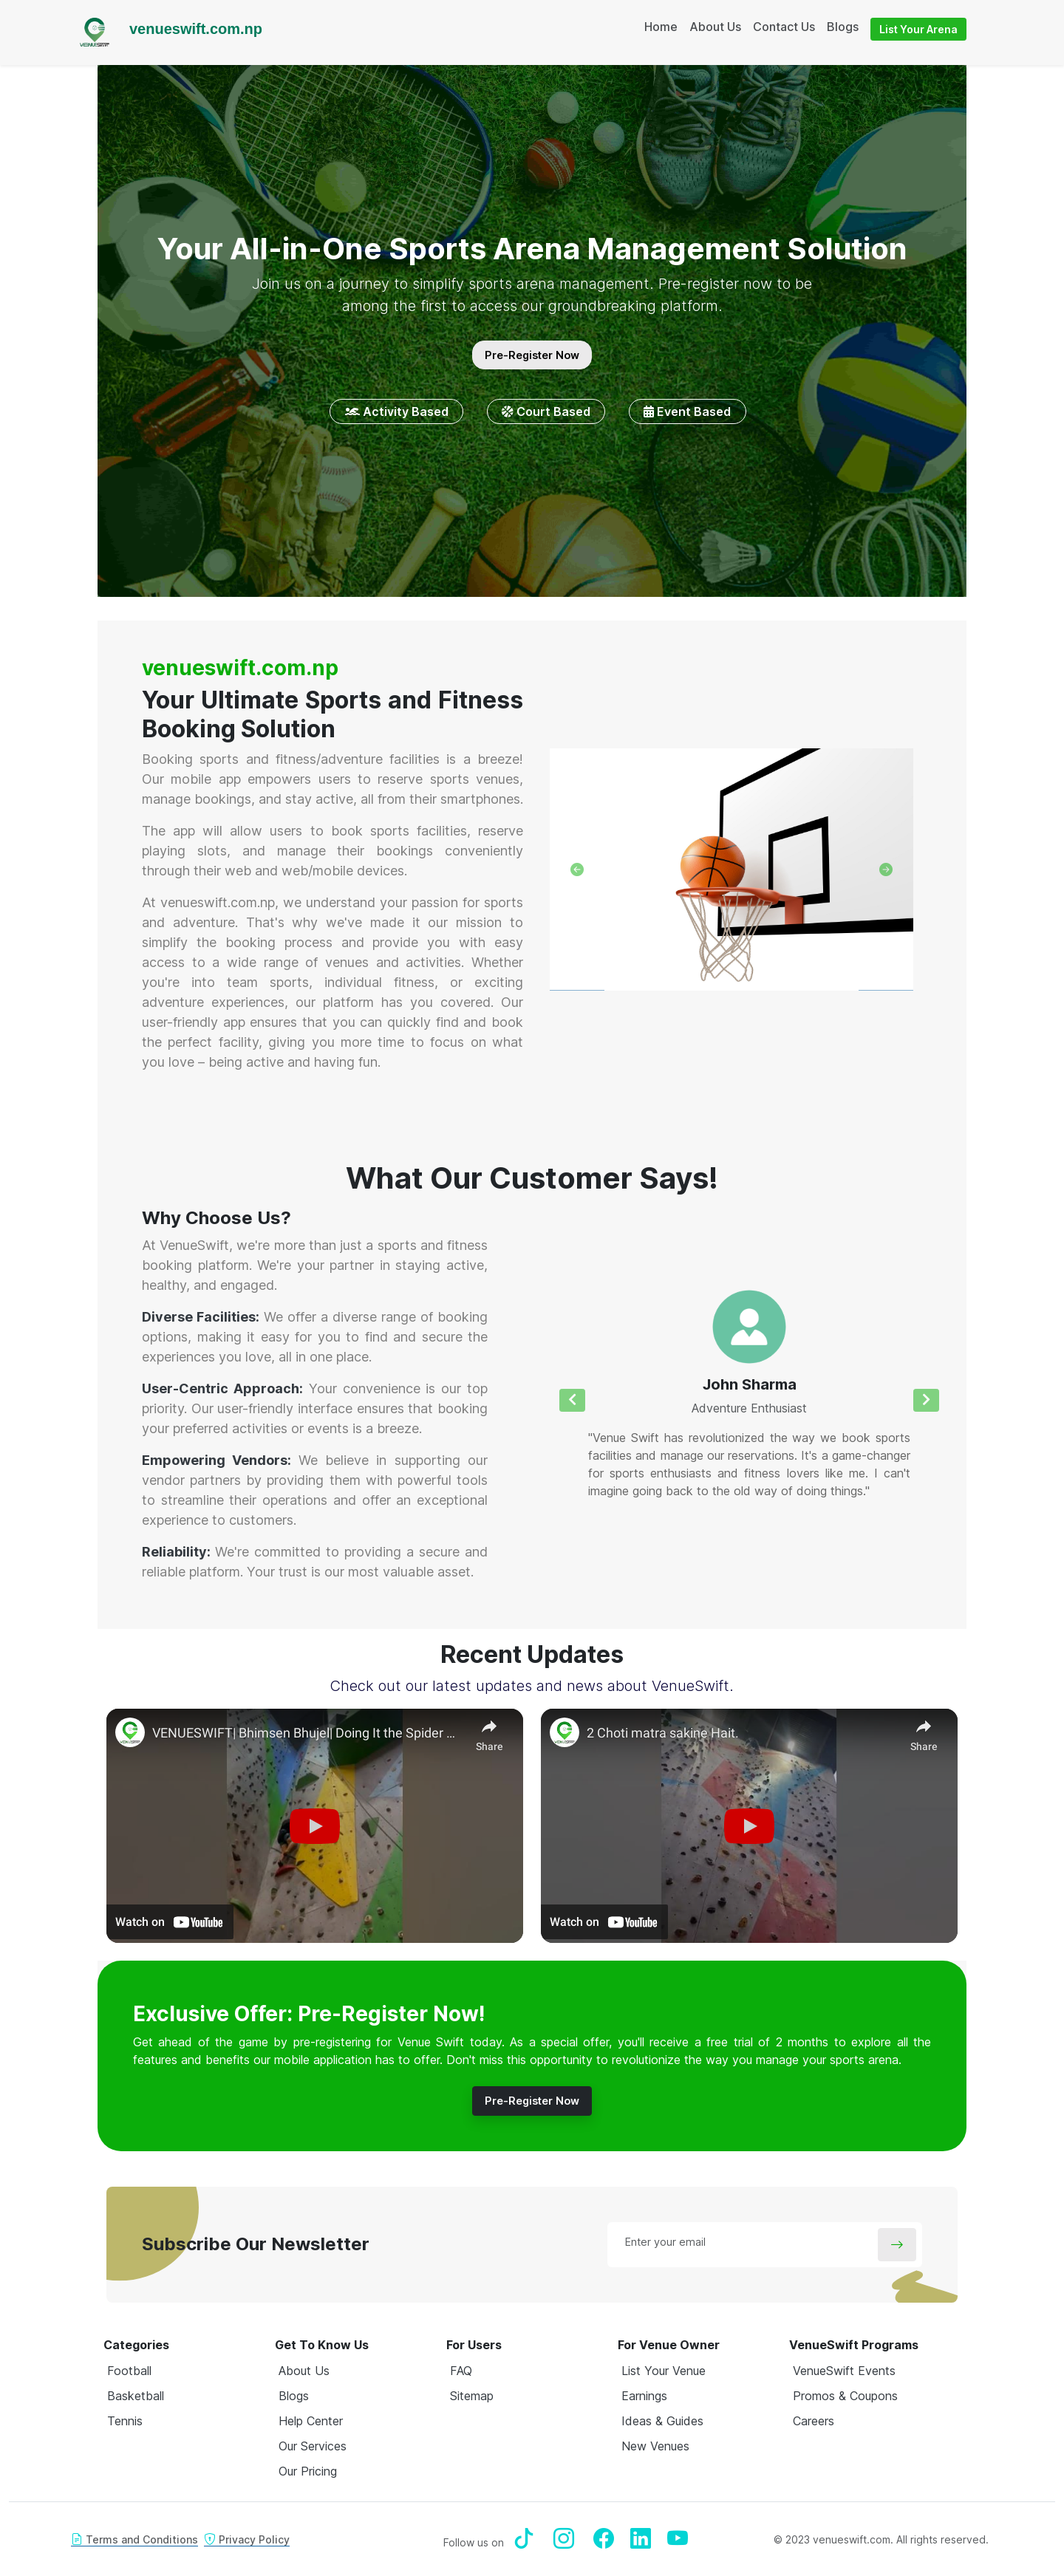 VENUESWIFT
venueswift.com.np
Home
About Us
Contact Us
Blogs
List Your Arena
Your All-in-One Sports Arena Management Solution
Join us on a journey to simplify sports arena management. Pre-register now to be
among the first to access our groundbreaking platform.
Pre-Register Now
Activity Based
Court Based
Event Based
venueswift.com.np
Your Ultimate Sports and Fitness
Booking Solution
Booking sports and fitness/adventure facilities is a breeze!
Our mobile app empowers users to reserve sports venues,
manage bookings, and stay active, all from their smartphones.
The app will allow users to book sports facilities, reserve
playing slots, and manage their bookings conveniently
through their web and web/mobile devices.
At venueswift.com.np, we understand your passion for sports
and adventure. That's why we've made it our mission to
simplify the booking process and provide you with easy
access to a wide range of venues and activities. Whether
you're into team sports, individual fitness, or exciting
adventure experiences, our platform has you covered. Our
user-friendly app ensures that you can quickly find and book
the perfect facility, giving you more time to focus on what
you love – being active and having fun.
What Our Customer Says!
Why Choose Us?
At VenueSwift, we're more than just a sports and fitness
booking platform. We're your partner in staying active,
healthy, and engaged.
Diverse Facilities: We offer a diverse range of booking
options, making it easy for you to find and secure the
experiences you love, all in one place.
User-Centric Approach: Your convenience is our top
priority. Our user-friendly interface ensures that booking
your preferred activities or events is a breeze.
Empowering Vendors: We believe in supporting our
vendor partners by providing them with powerful tools
to streamline their operations and offer an exceptional
experience to customers.
Reliability: We're committed to providing a secure and
reliable platform. Your trust is our most valuable asset.
John Sharma
Adventure Enthusiast
"Venue Swift has revolutionized the way we book sports
facilities and manage our reservations. It's a game-changer
for sports enthusiasts and fitness lovers like me. I can't
imagine going back to the old way of doing things."
Recent Updates
Check out our latest updates and news about VenueSwift.
VENUESWIFT| Bhimsen Bhujel| Doing It the Spider ...
Share
Watch on YouTube
2 Choti matra sakine Hait.
Share
Watch on YouTube
Exclusive Offer: Pre-Register Now!
Get ahead of the game by pre-registering for Venue Swift today. As a special offer, you'll receive a free trial of 2 months to explore all the
features and benefits our mobile application has to offer. Don't miss this opportunity to revolutionize the way you manage your sports arena.
Pre-Register Now
Subscribe Our Newsletter
Enter your email
Categories
Football
Basketball
Tennis
Get To Know Us
About Us
Blogs
Help Center
Our Services
Our Pricing
For Users
FAQ
Sitemap
For Venue Owner
List Your Venue
Earnings
Ideas & Guides
New Venues
VenueSwift Programs
VenueSwift Events
Promos & Coupons
Careers
Terms and Conditions
Privacy Policy
Follow us on
© 2023 venueswift.com. All rights reserved.